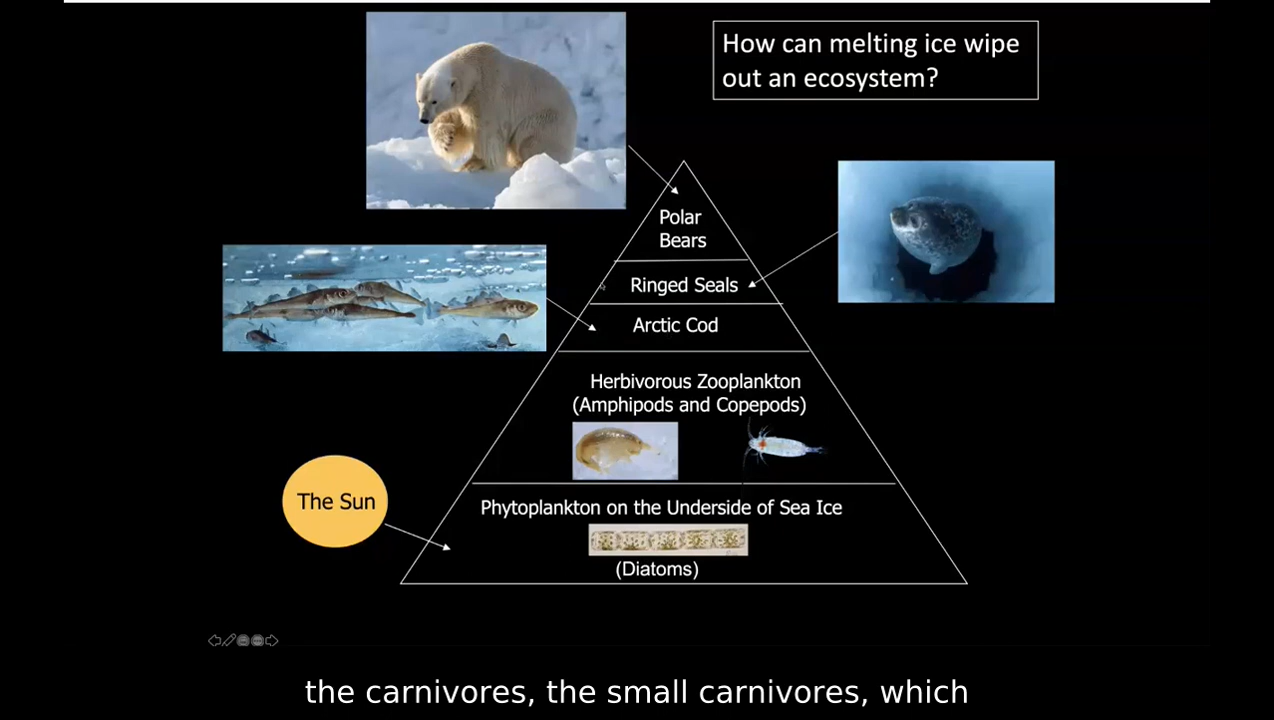 How can melting ice wipe
out an ecosystem?
Polar
Bears
Ringed Seals
Arctic Cod
Herbivorous Zooplankton
(Amphipods and Copepods)
The Sun
Phytoplankton on the Underside of Sea Ice
(Diatoms)
the carnivores, the small carnivores, which